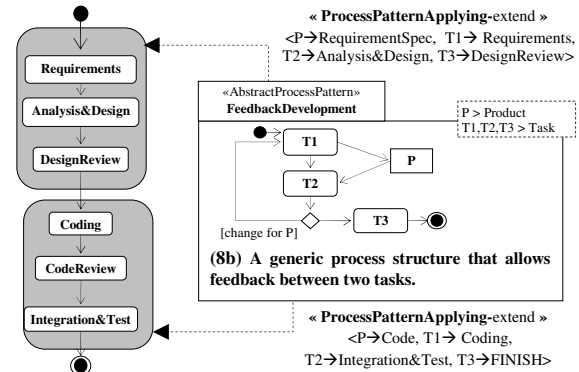 « ProcessPatternApplying-extend »
<P→RequirementSpec, T1→ Requirements,
T2→Analysis&Design, T3→DesignReview>
Requirements
Analysis&Design
DesignReview
Coding
CodeReview
Integration&Test
«AbstractProcessPattern»
FeedbackDevelopment
P > Product
T1,T2,T3 > Task
T1
P
T2
T3
[change for P]
(8b) A generic process structure that allows
feedback between two tasks.
« ProcessPatternApplying-extend »
<P→Code, T1→ Coding,
T2→Integration&Test, T3→FINISH>